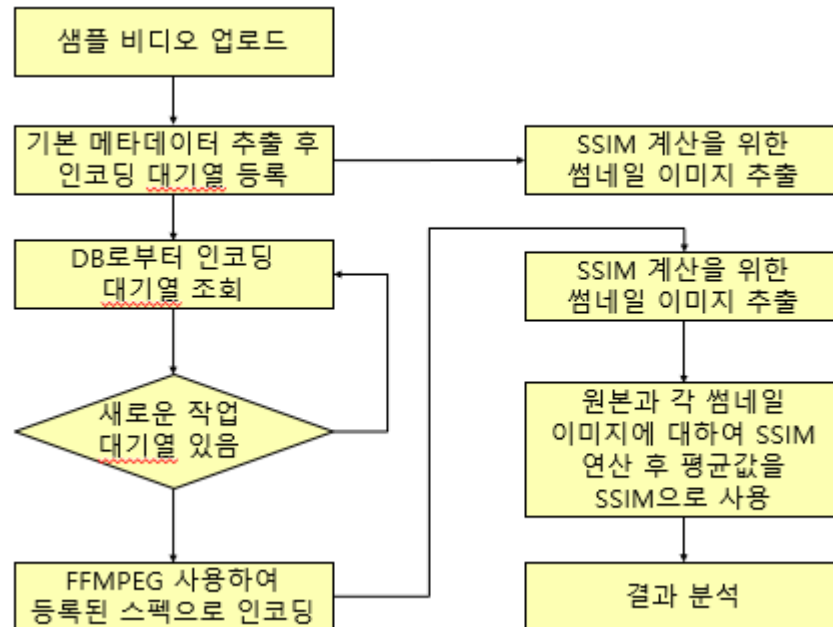 샘플 비디오 업로드
기본 메타데이터 추출 후
인코딩 대기열 등록
SSIM 계산을 위한
썸네일 이미지 추출
DB로부터 인코딩
대기열 조회
새로운 작업
대기열 있음
FFMPEG 사용하여
등록된 스펙으로 인코딩
SSIM 계산을 위한
썸네일 이미지 추출
원본과 각 썸네일
이미지에 대하여 SSIM
연산 후 평균값을
SSIM으로 사용
결과 분석